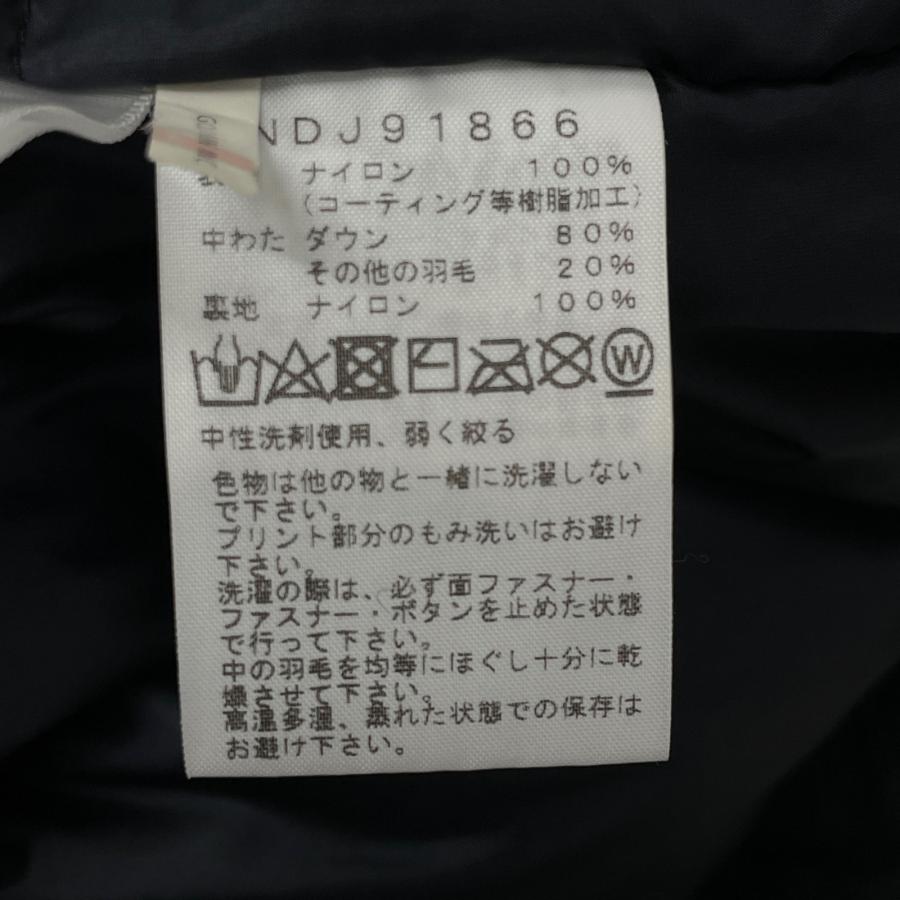 NDJ91866
ナイロン 100%
(コーティング等樹脂加工)
中わた ダウン 80%
その他の羽毛 20%
裏地 ナイロン 100%
W
中性洗剤使用、弱く絞る
色物は他の物と一緒に洗濯しない
で下さい。
プリント部分のもみ洗いはお避け
下さい。
洗濯の際は、必ず面ファスナー・
ファスナー・ボタンを止めた状態
で行って下さい。
中の羽毛を均等にほぐし十分に乾
燥させて下さい。
高温多湿、蒸れた状態での保存は
お避け下さい。